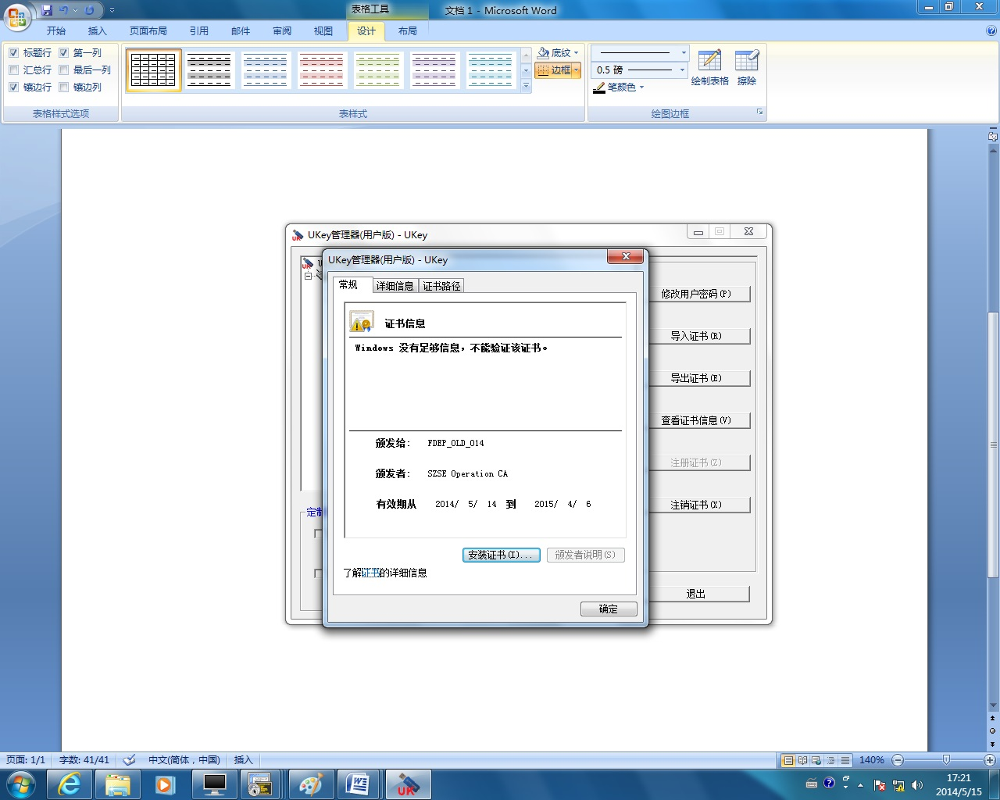 表格工具
文档 1 - Microsoft Word
开始 插入 页面布局 引用 邮件 审阅 视图 设计 布局
标题行 第一列
汇总行 最后一列
镶边行 镶边列
表格样式选项
表样式
底纹
边框
0.5 磅
笔颜色
绘制表格 擦除
绘图边框
UKey管理器(用户版) - UKey
UKey管理器(用户版) - UKey
常规 详细信息 证书路径
证书信息
Windows 没有足够信息，不能验证该证书。
颁发给: FDEP_OLD_014
颁发者: SZSE Operation CA
有效期从 2014/ 5/ 14 到 2015/ 4/ 6
安装证书(I)... 颁发者说明(S)
了解证书的详细信息
确定
修改用户密码(P)
导入证书(R)
导出证书(E)
查看证书信息(V)
注册证书(Z)
注销证书(X)
退出
定制
页面: 1/1 字数: 41/41 中文(简体，中国) 插入 140%
UK
17:21
2014/5/15